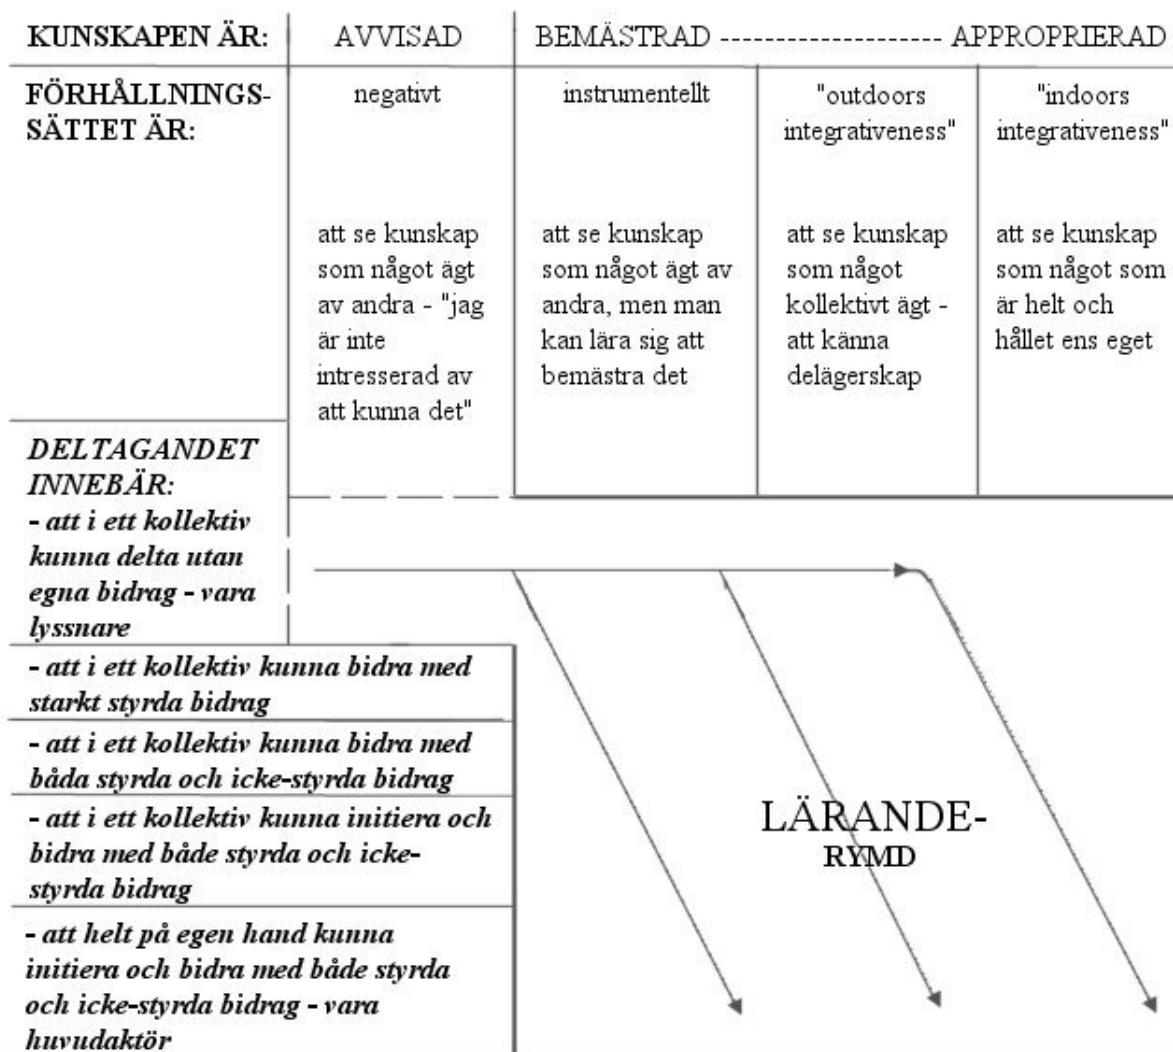 KUNSKAPEN ÄR:
AVVISAD
BEMÄSTRAD -------------------- APPROPRIERAD
FÖRHÅLLNINGS-
SÄTTET ÄR:
negativt
att se kunskap
som något ägt
av andra - "jag
är inte
intresserad av
att kunna det"
instrumentellt
att se kunskap
som något ägt av
andra, men man
kan lära sig att
bemästra det
"outdoors
integrativeness"
att se kunskap
som något
kollektivt ägt -
att känna
delägerskap
"indoors
integrativeness"
att se kunskap
som något som
är helt och
hållet ens eget
DELTAGANDET
INNEBÄR:
- att i ett kollektiv
kunna delta utan
egna bidrag - vara
lyssnare
- att i ett kollektiv kunna bidra med
starkt styrda bidrag
- att i ett kollektiv kunna bidra med
båda styrda och icke-styrda bidrag
- att i ett kollektiv kunna initiera och
bidra med både styrda och icke-
styrda bidrag
- att helt på egen hand kunna
initiera och bidra med både styrda
och icke-styrda bidrag - vara
huvudaktör
LÄRANDE-
RYMD